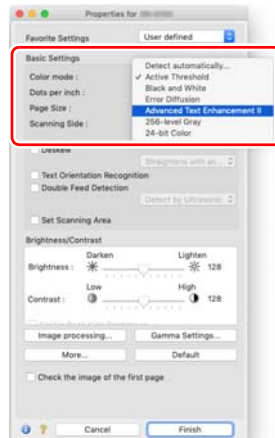 Properties for
Favorite Settings User defined
Basic Settings
Color mode :
Dots per inch :
Page Size :
Scanning Side :
Detect automatically...
✓ Active Threshold
Black and White
Error Diffusion
Advanced Text Enhancement II
256-level Gray
24-bit Color
Deskew
Straightens with an...
Text Orientation Recognition
Double Feed Detection
Detect by Ultrasonic
Set Scanning Area
Brightness/Contrast
Darken Lighten
Brightness : 128
Low High
Contrast : 128
Image processing... Gamma Settings...
More... Default
Check the image of the first page
? Cancel Finish